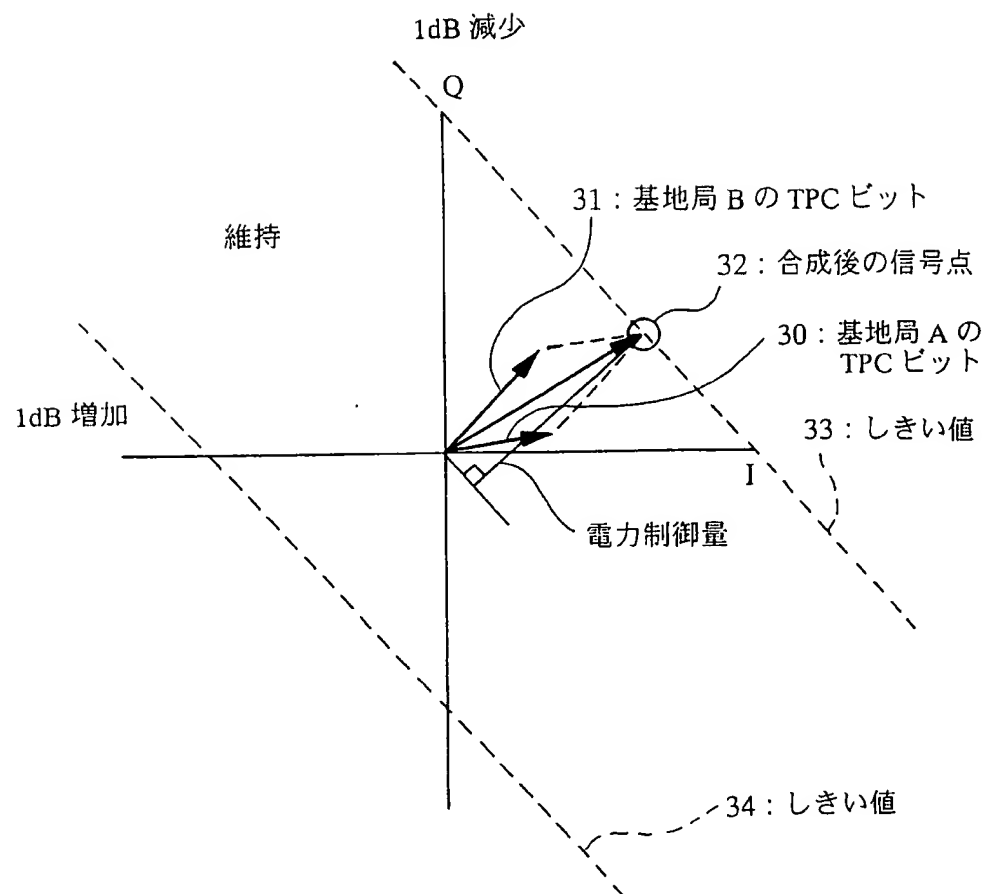 1dB 減少
Q
31：基地局 B の TPC ビット
維持
32：合成後の信号点
30：基地局 A の
TPC ビット
1dB 増加
33：しきい値
I
電力制御量
34：しきい値